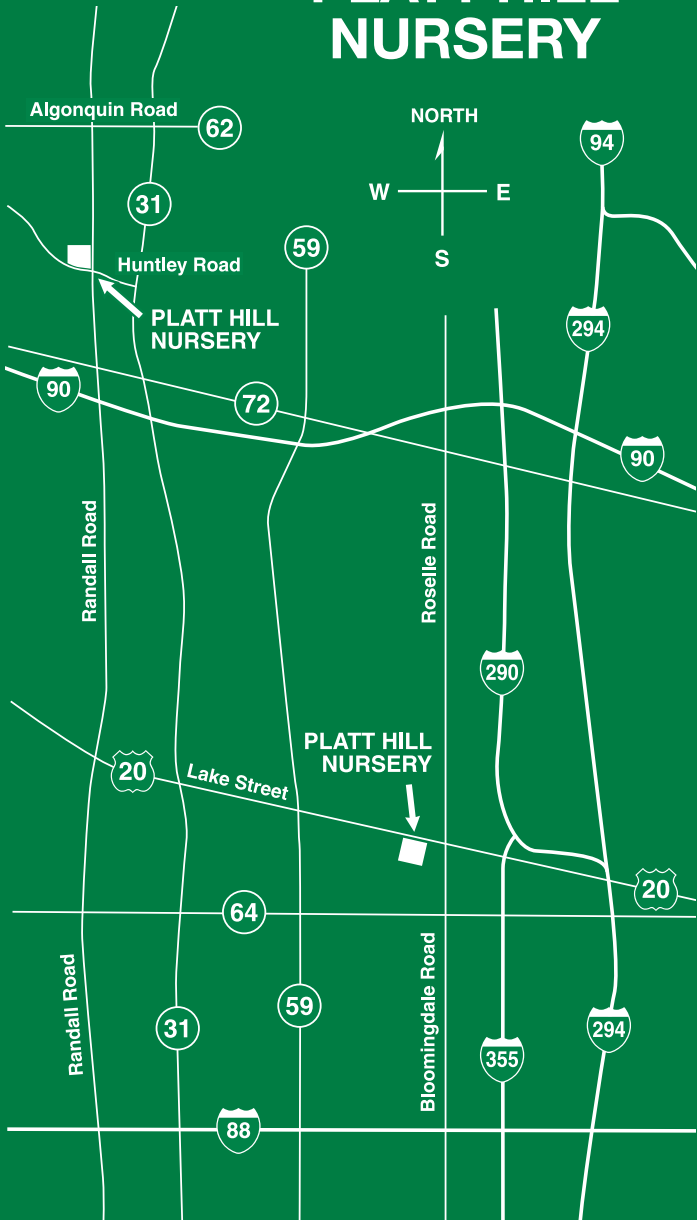 PLATT HILL
NURSERY
Algonquin Road
62
NORTH
94
W
E
31
S
59
Huntley Road
PLATT HILL
NURSERY
294
90
72
90
Randall Road
Roselle Road
290
PLATT HILL
NURSERY
20
Lake Street
20
64
Randall Road
Bloomingdale Road
59
31
294
355
88